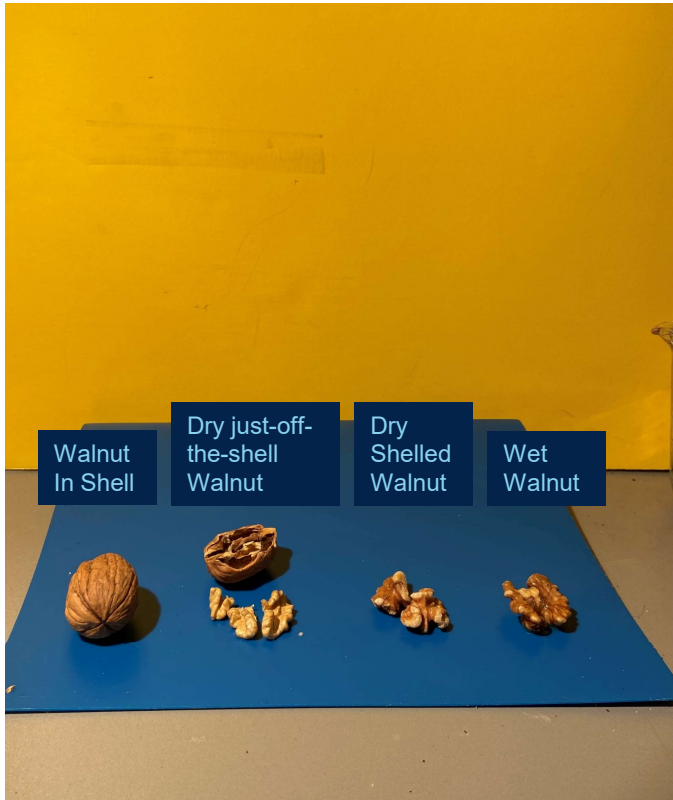 Walnut
In Shell
Dry just-off-
the-shell
Walnut
Dry
Shelled
Walnut
Wet
Walnut